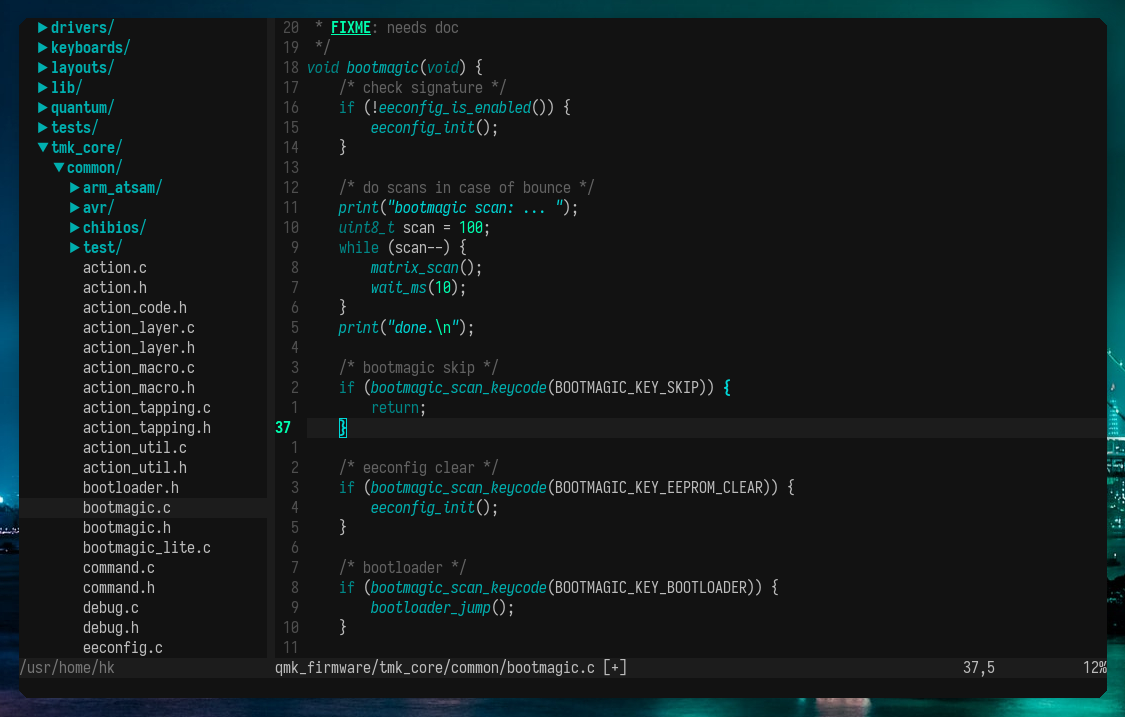 ▶drivers/
▶keyboards/
▶layouts/
▶lib/
▶quantum/
▶tests/
▼tmk_core/
▼common/
▶arm_atsam/
▶avr/
▶chibios/
▶test/
action.c
action.h
action_code.h
action_layer.c
action_layer.h
action_macro.c
action_macro.h
action_tapping.c
action_tapping.h
action_util.c
action_util.h
bootloader.h
bootmagic.c
bootmagic.h
bootmagic_lite.c
command.c
command.h
debug.c
debug.h
eeconfig.c
/usr/home/hk
20  * FIXME: needs doc
19  */
18 void bootmagic(void) {
17     /* check signature */
16     if (!eeconfig_is_enabled()) {
15         eeconfig_init();
14     }
13
12     /* do scans in case of bounce */
11     print("bootmagic scan: ... ");
10     uint8_t scan = 100;
9     while (scan--) {
8         matrix_scan();
7         wait_ms(10);
6     }
5     print("done.\n");
4
3     /* bootmagic skip */
2     if (bootmagic_scan_keycode(BOOTMAGIC_KEY_SKIP)) {
1         return;
37     }
1
2     /* eeconfig clear */
3     if (bootmagic_scan_keycode(BOOTMAGIC_KEY_EEPROM_CLEAR)) {
4         eeconfig_init();
5     }
6
7     /* bootloader */
8     if (bootmagic_scan_keycode(BOOTMAGIC_KEY_BOOTLOADER)) {
9         bootloader_jump();
10     }
11
qmk_firmware/tmk_core/common/bootmagic.c [+] 37,5 12%